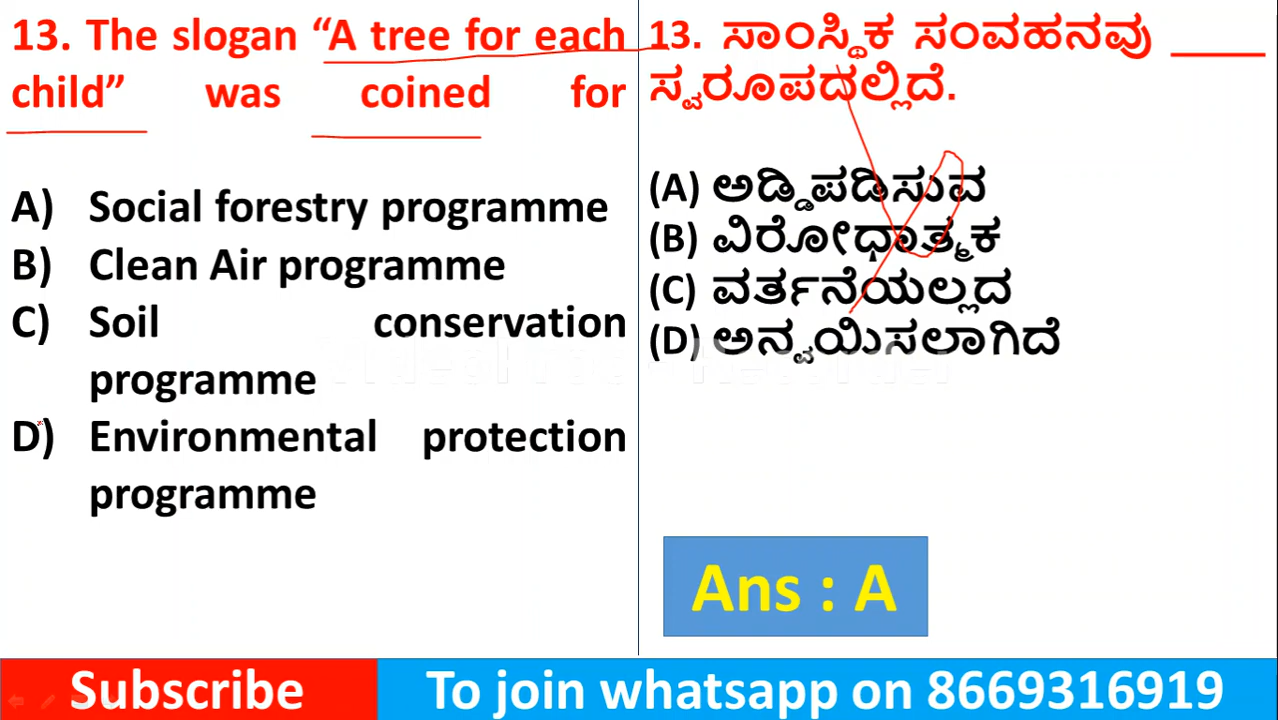 13. The slogan “A tree for each
child” was coined for
A) Social forestry programme
B) Clean Air programme
C) Soil conservation
programme
D) Environmental protection
programme
13. ಸಾಂಸ್ಥಿಕ ಸಂವಹನವು ____
ಸ್ವರೂಪದಲ್ಲಿದೆ.
(A) ಅಡ್ಡಿಪಡಿಸುವ
(B) ವಿರೋಧಾತ್ಮಕ
(C) ವರ್ತನೆಯಲ್ಲದ
(D) ಅನ್ವಯಿಸಲಾಗಿದೆ
Ans : A
Subscribe
To join whatsapp on 8669316919